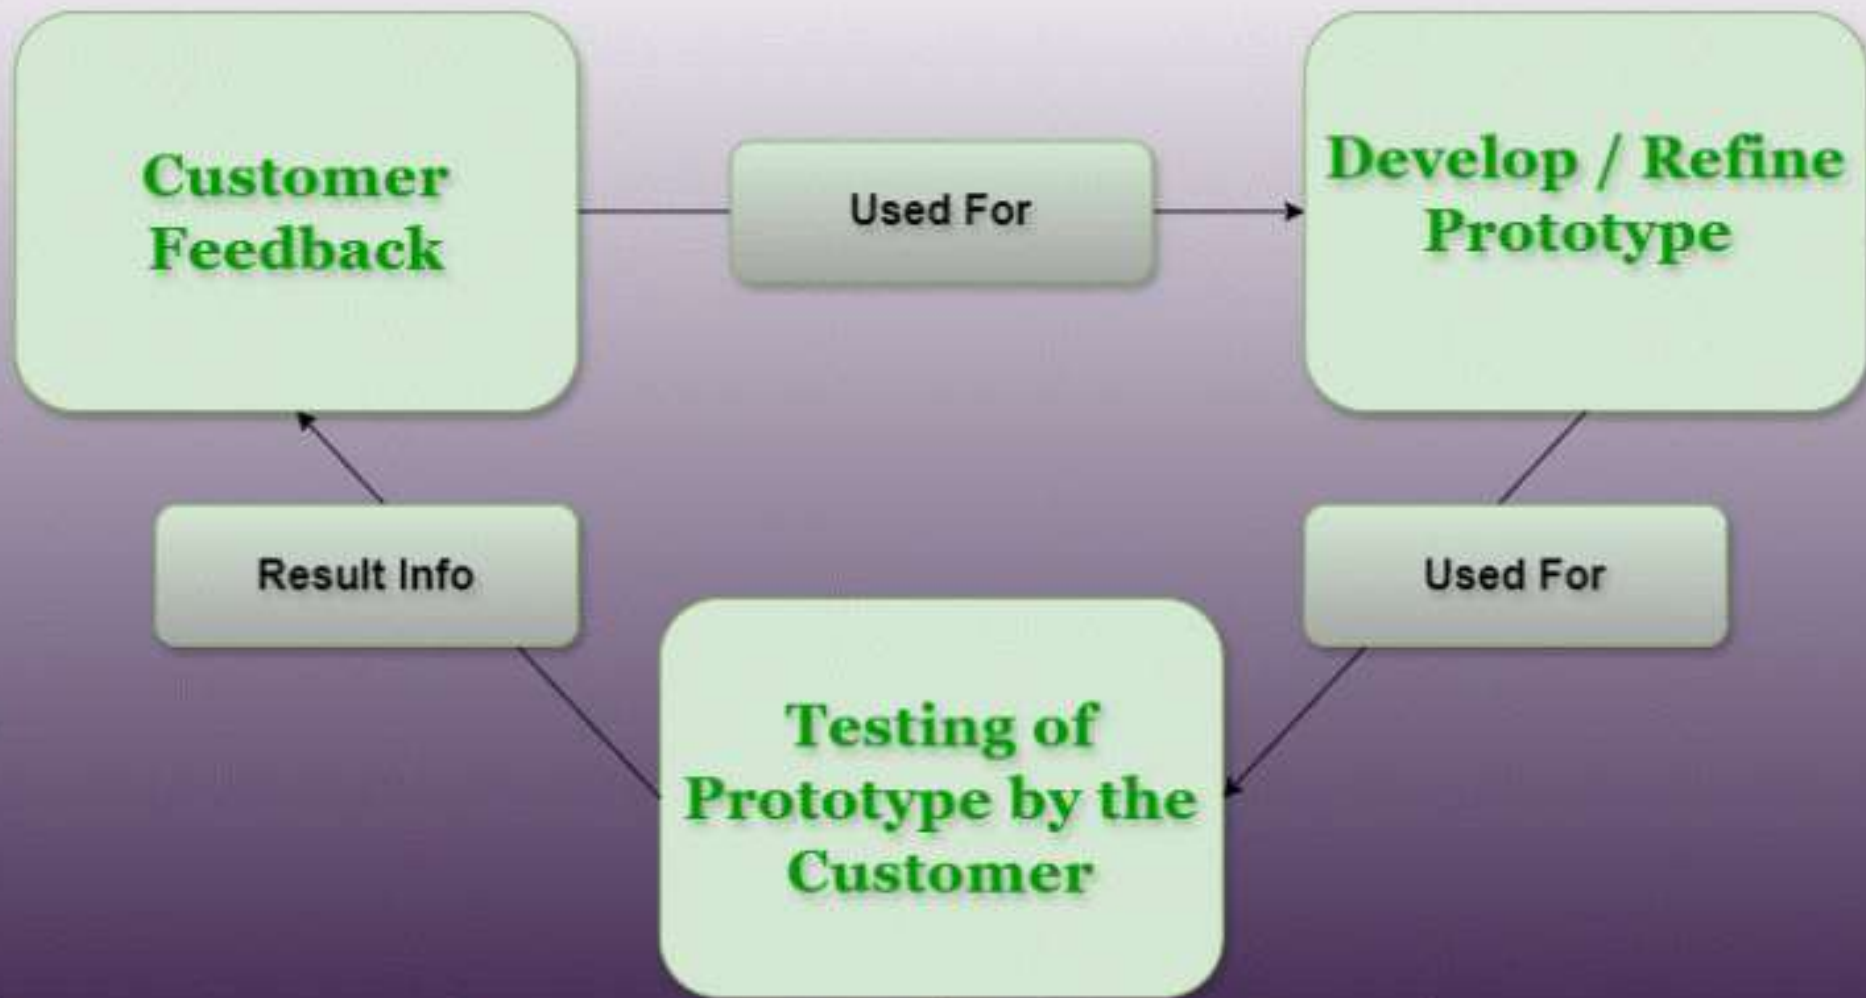 Customer
Feedback
Used For
Develop / Refine
Prototype
Result Info
Used For
Testing of
Prototype by the
Customer